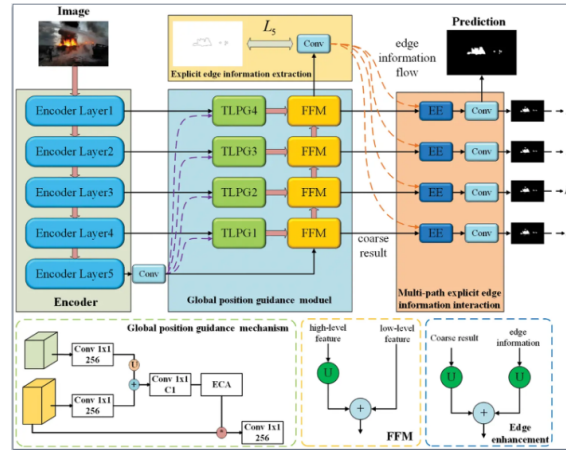 Image
L5
Conv
Explicit edge information extraction
edge
information
flow
Prediction
Encoder Layer1
Encoder Layer2
Encoder Layer3
Encoder Layer4
Encoder Layer5
Encoder
Conv
TLPG4
FFM
TLPG3
FFM
TLPG2
FFM
TLPG1
FFM
Global position guidance moduel
coarse
result
EE
Conv
EE
Conv
EE
Conv
EE
Conv
Multi-path explicit edge
information interaction
Global position guidance mechanism
Conv 1x1
256
U
+
Conv 1x1
256
Conv 1x1
C1
ECA
*
Conv 1x1
256
high-level
feature
low-level
feature
U
+
FFM
Coarse result
edge
information
U
U
+
Edge
enhancement